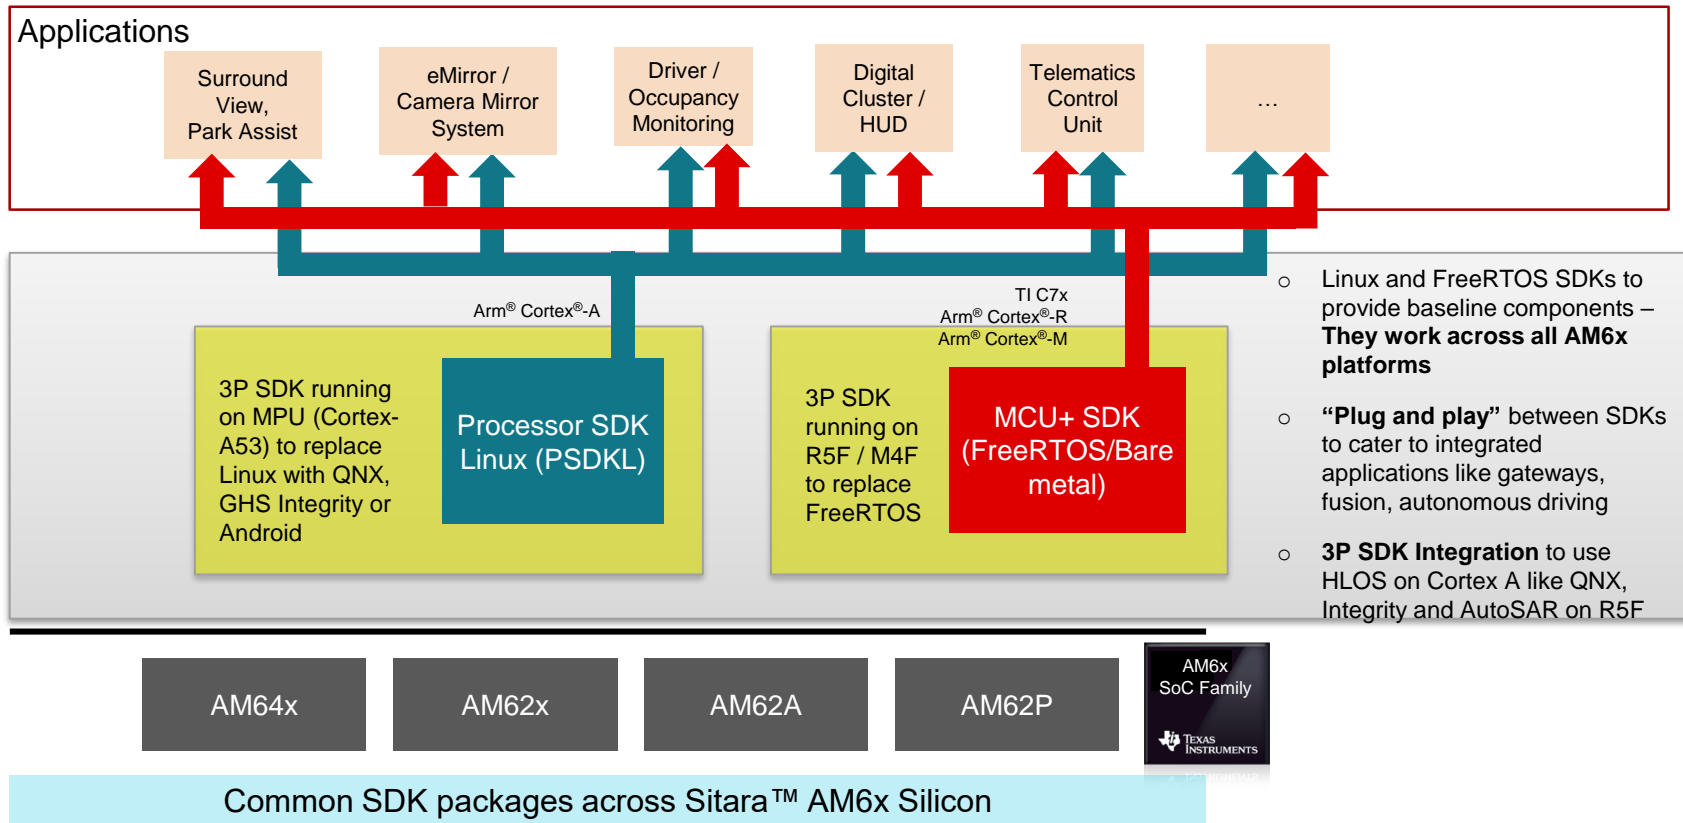 Applications
Surround
View,
Park Assist
eMirror /
Camera Mirror
System
Driver /
Occupancy
Monitoring
Digital
Cluster /
HUD
Telematics
Control
Unit
…
Arm® Cortex®-A
TI C7x
Arm® Cortex®-R
Arm® Cortex®-M
3P SDK running
on MPU (Cortex-
A53) to replace
Linux with QNX,
GHS Integrity or
Android
Processor SDK
Linux (PSDKL)
3P SDK
running on
R5F / M4F
to replace
FreeRTOS
MCU+ SDK
(FreeRTOS/Bare
metal)
o Linux and FreeRTOS SDKs to
provide baseline components –
They work across all AM6x
platforms
o “Plug and play” between SDKs
to cater to integrated
applications like gateways,
fusion, autonomous driving
o 3P SDK Integration to use
HLOS on Cortex A like QNX,
Integrity and AutoSAR on R5F
AM64x
AM62x
AM62A
AM62P
AM6x
SoC Family
TEXAS
INSTRUMENTS
Common SDK packages across Sitara™ AM6x Silicon